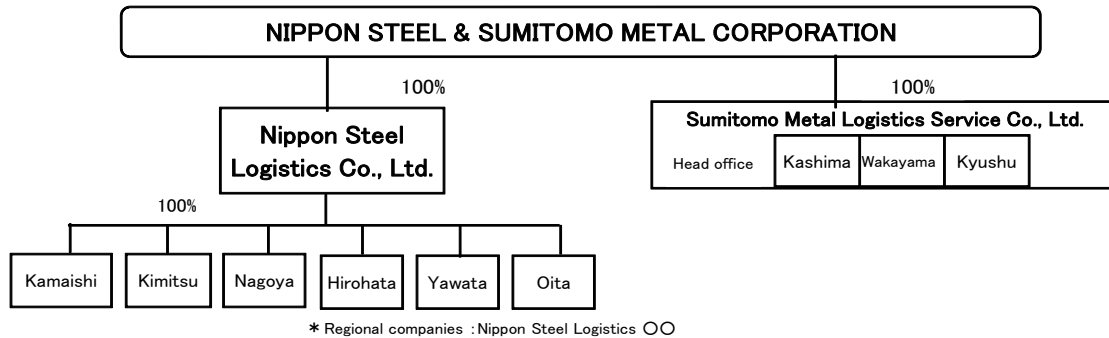 NIPPON STEEL & SUMITOMO METAL CORPORATION
100%
100%
Nippon Steel
Logistics Co., Ltd.
Sumitomo Metal Logistics Service Co., Ltd.
Head office
Kashima
Wakayama
Kyushu
100%
Kamaishi
Kimitsu
Nagoya
Hirohata
Yawata
Oita
* Regional companies :Nippon Steel Logistics ○○